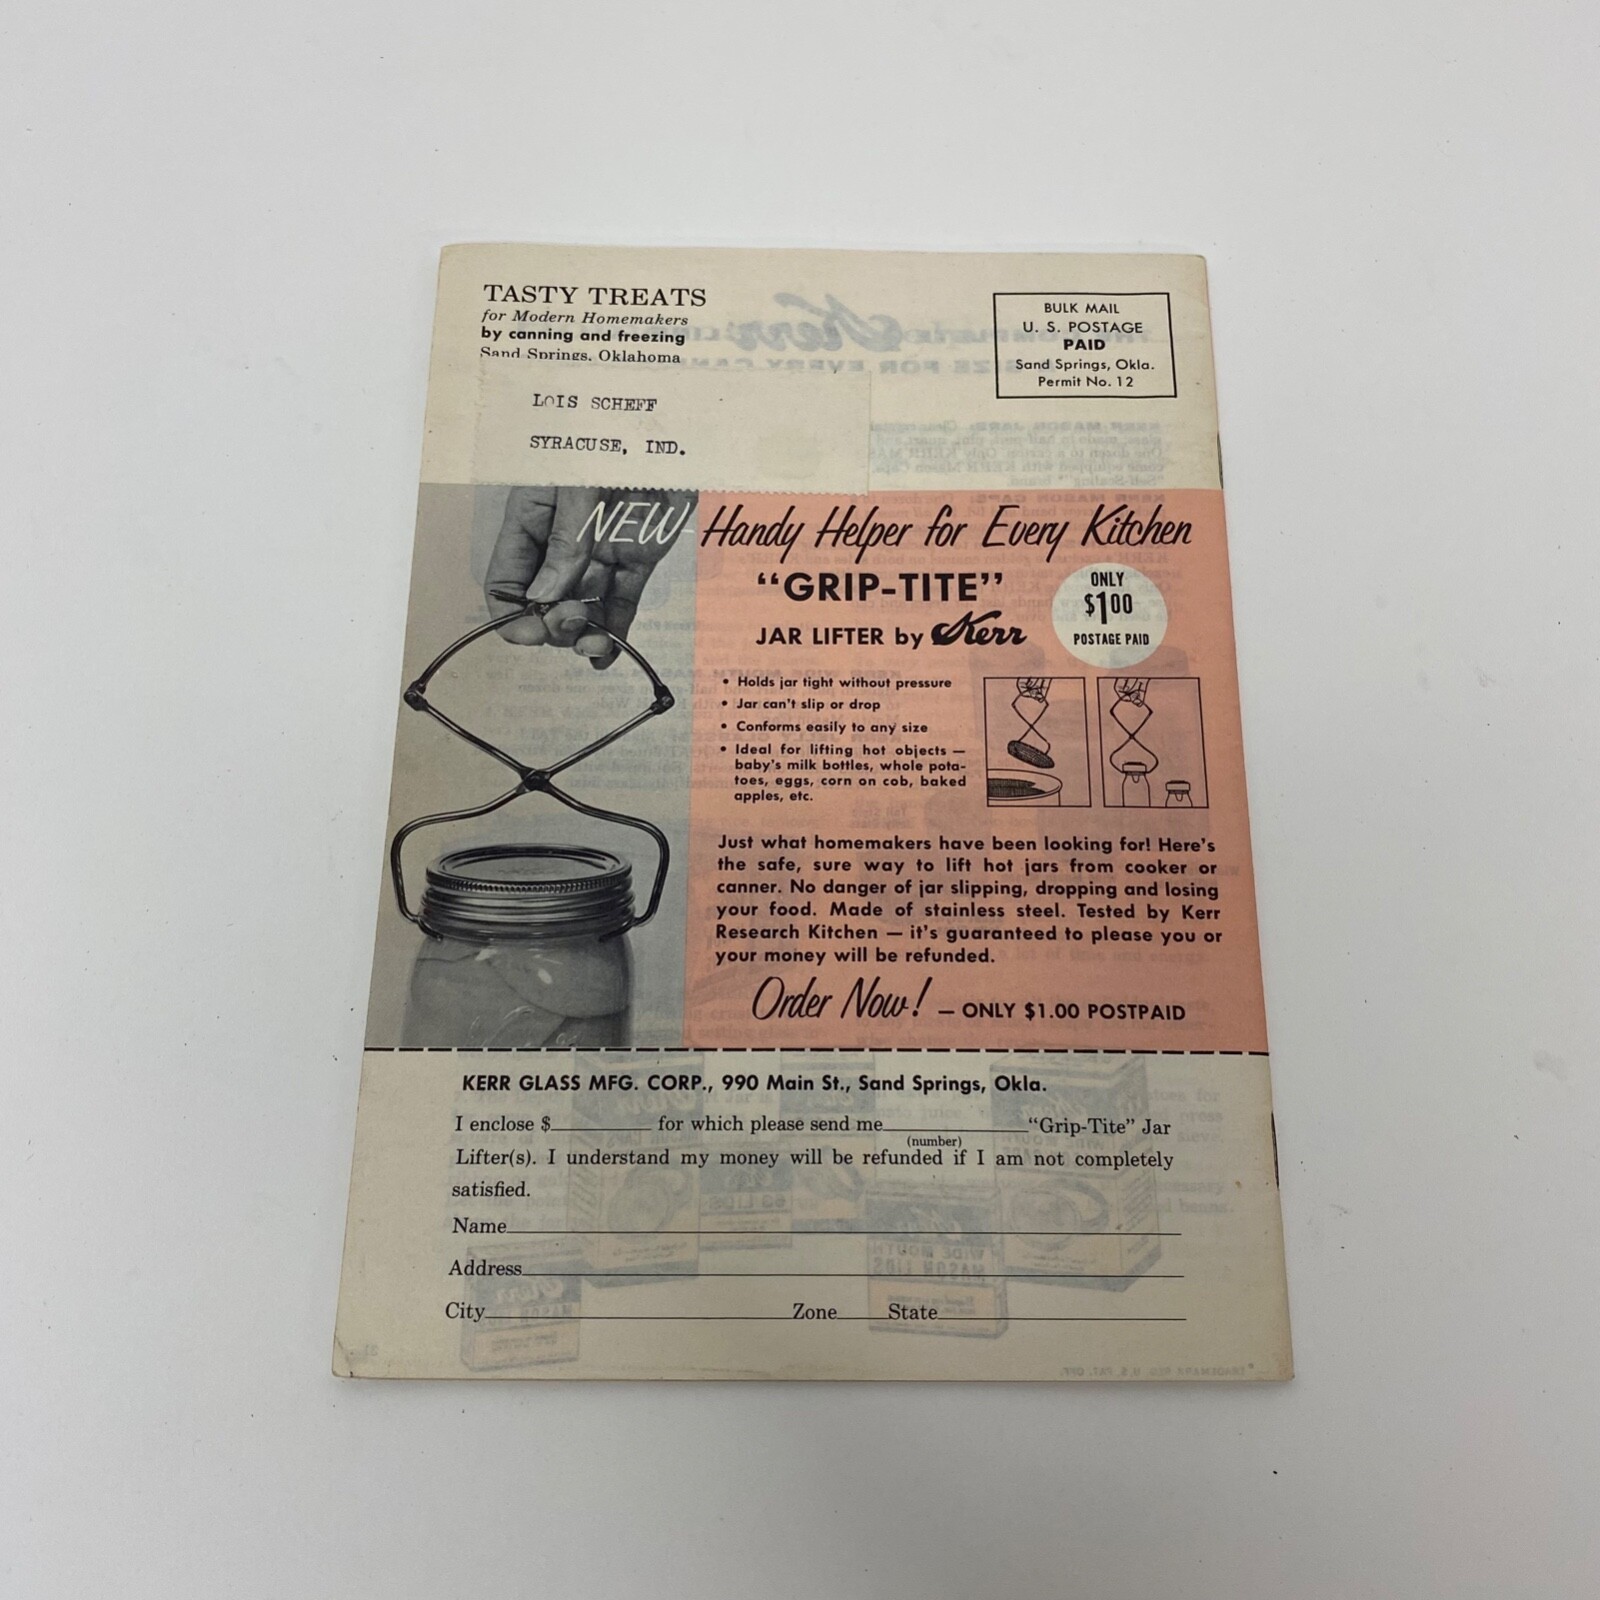 TASTY TREATS
for Modern Homemakers
by canning and freezing
Sand Springs, Oklahoma
BULK MAIL
U. S. POSTAGE
PAID
Sand Springs, Okla.
Permit No. 12
LOIS SCHEFF
SYRACUSE, IND.
NEW- Handy Helper for Every Kitchen
"GRIP-TITE"
JAR LIFTER by Kerr
ONLY
$1.00
POSTAGE PAID
• Holds jar tight without pressure
• Jar can't slip or drop
• Conforms easily to any size
• Ideal for lifting hot objects —
baby's milk bottles, whole pota-
toes, eggs, corn on cob, baked
apples, etc.
Just what homemakers have been looking for! Here's
the safe, sure way to lift hot jars from cooker or
canner. No danger of jar slipping, dropping and losing
your food. Made of stainless steel. Tested by Kerr
Research Kitchen — it's guaranteed to please you or
your money will be refunded.
Order Now! — ONLY $1.00 POSTPAID
KERR GLASS MFG. CORP., 990 Main St., Sand Springs, Okla.
I enclose $ for which please send me "Grip-Tite" Jar
(number)
Lifter(s). I understand my money will be refunded if I am not completely
satisfied.
Name
Address
City Zone State